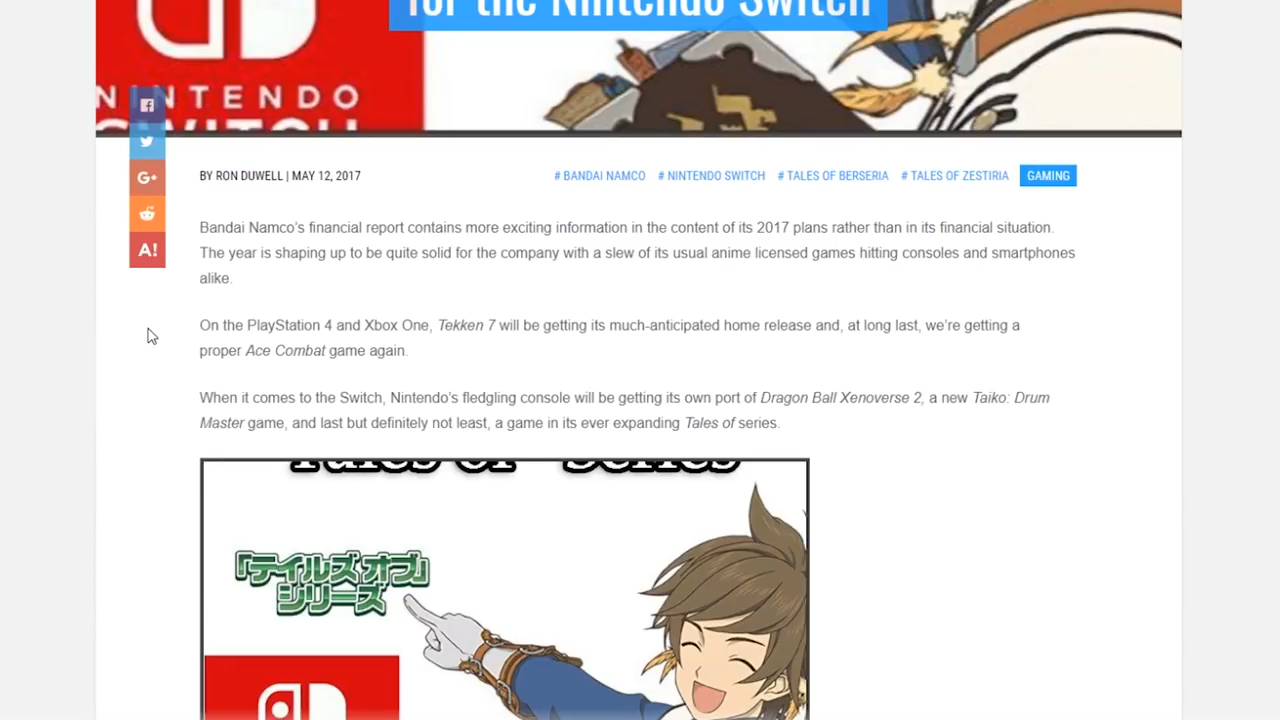 for the Nintendo Switch
NINTENDO
SWITCH
BY RON DUWELL | MAY 12, 2017
# BANDAI NAMCO # NINTENDO SWITCH # TALES OF BERSERIA # TALES OF ZESTIRIA GAMING
G+
A!
Bandai Namco's financial report contains more exciting information in the content of its 2017 plans rather than in its financial situation.
The year is shaping up to be quite solid for the company with a slew of its usual anime licensed games hitting consoles and smartphones
alike.
On the PlayStation 4 and Xbox One, Tekken 7 will be getting its much-anticipated home release and, at long last, we're getting a
proper Ace Combat game again.
When it comes to the Switch, Nintendo's fledgling console will be getting its own port of Dragon Ball Xenoverse 2, a new Taiko: Drum
Master game, and last but definitely not least, a game in its ever expanding Tales of series.
"Tales of" Series
「テイルズ オブ」
シリーズ